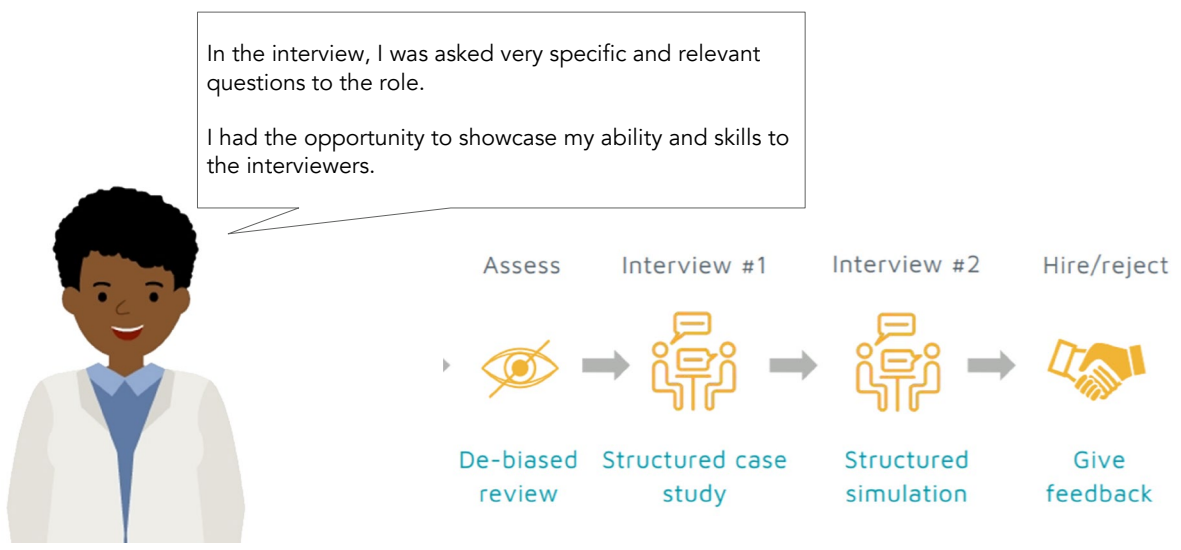 In the interview, I was asked very specific and relevant
questions to the role.
I had the opportunity to showcase my ability and skills to
the interviewers.
Assess
Interview #1
Interview #2
Hire/reject
De-biased
review
Structured case
study
Structured
simulation
Give
feedback